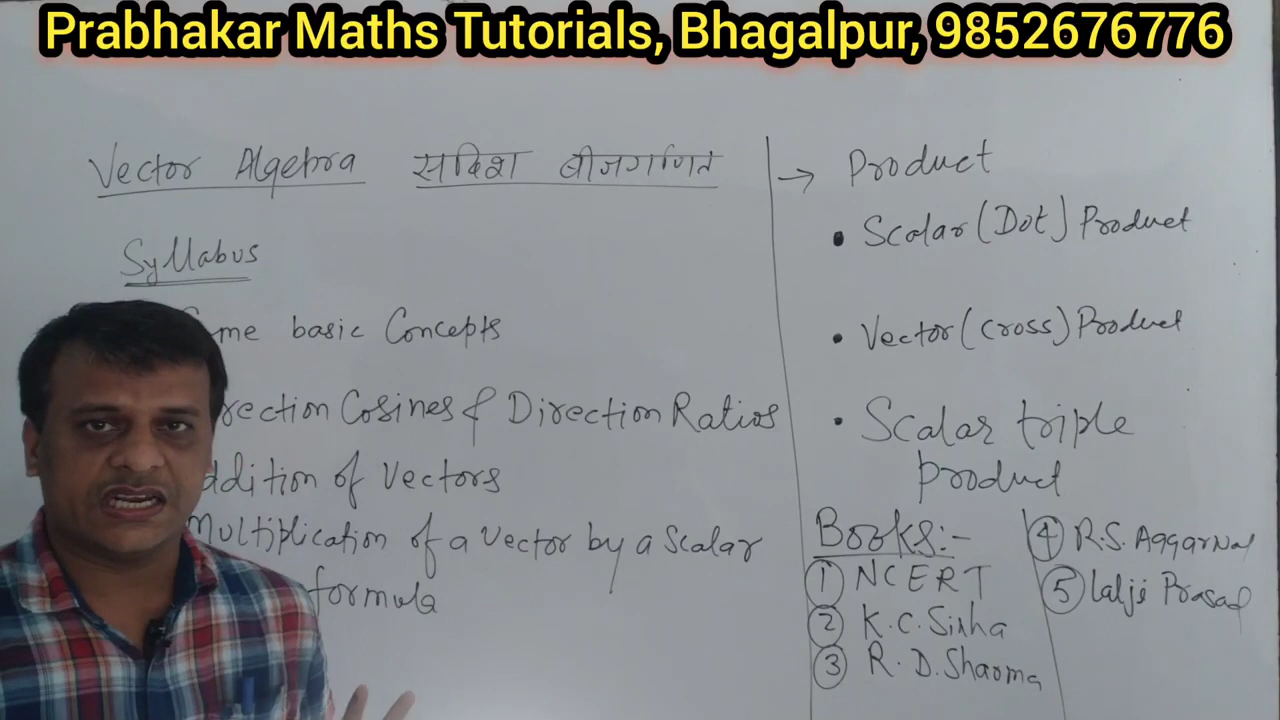 Prabhakar Maths Tutorials, Bhagalpur, 9852676776
Vector Algebra सदिश बीजगणित
Syllabus
Some basic Concepts
rection Cosines & Direction Ratios
ddition of Vectors
Multiplication of a Vector by a Scalar
formula
→ Product
• Scalar (Dot) Product
• Vector (Cross) Product
• Scalar triple
product
Books:-
① NCERT
② K.C. Sinha
③ R.D. Sharma
④ R.S. Aggarwal
⑤ Lalji Prasad